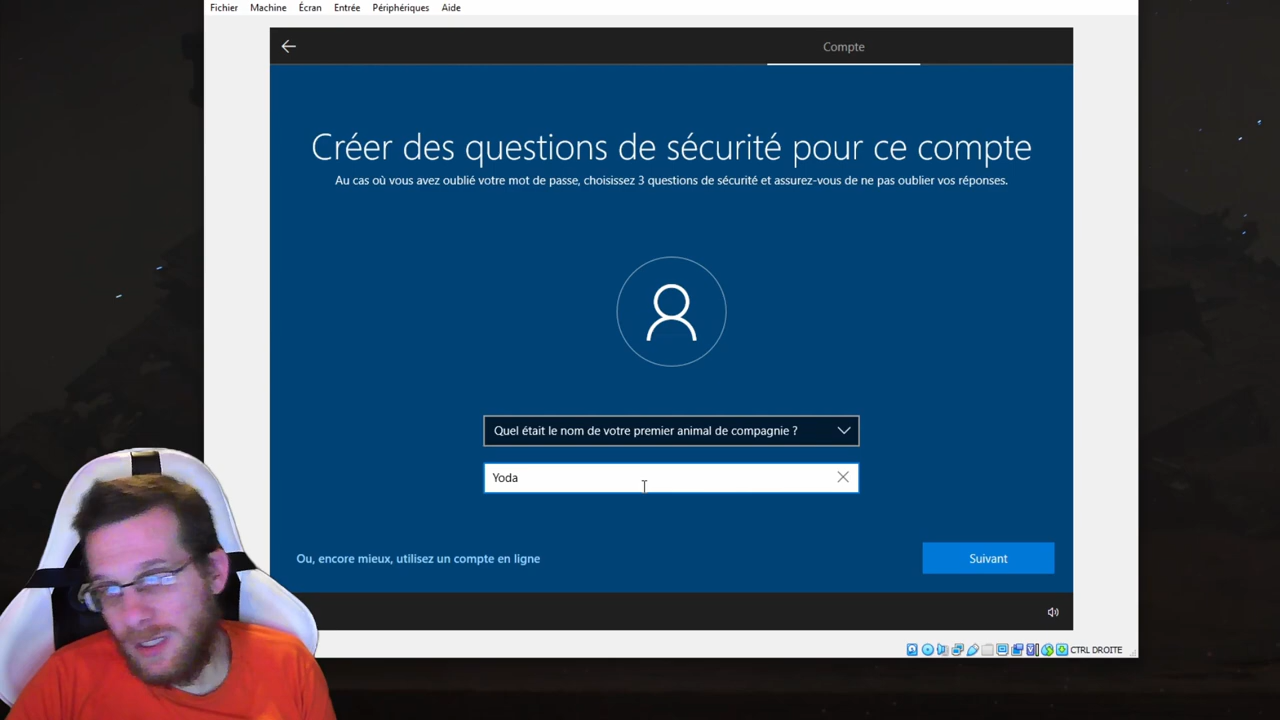 Fichier Machine Écran Entrée Périphériques Aide
Compte
Créer des questions de sécurité pour ce compte
Au cas où vous avez oublié votre mot de passe, choisissez 3 questions de sécurité et assurez-vous de ne pas oublier vos réponses.
Quel était le nom de votre premier animal de compagnie ?
Yoda
Ou, encore mieux, utilisez un compte en ligne
Suivant
CTRL DROITE